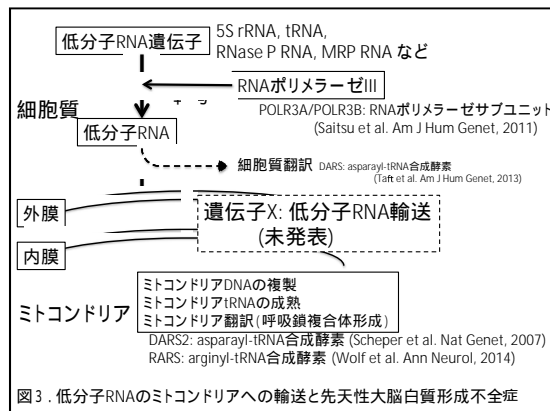 低分子RNA遺伝子
5S rRNA, tRNA,
RNase P RNA, MRP RNA など
RNAポリメラーゼIII
細胞質
POLR3A/POLR3B: RNAポリメラーゼサブユニット
(Saitsu et al. Am J Hum Genet, 2011)
低分子RNA
細胞質翻訳 DARS: asparayl-tRNA合成酵素
(Taft et al. Am J Hum Genet, 2013)
外膜
遺伝子X: 低分子RNA輸送
(未発表)
内膜
ミトコンドリア
ミトコンドリアDNAの複製
ミトコンドリアtRNAの成熟
ミトコンドリア翻訳(呼吸鎖複合体形成)
DARS2: asparayl-tRNA合成酵素 (Scheper et al. Nat Genet, 2007)
RARS: arginyl-tRNA合成酵素 (Wolf et al. Ann Neurol, 2014)
図3．低分子RNAのミトコンドリアへの輸送と先天性大脳白質形成不全症